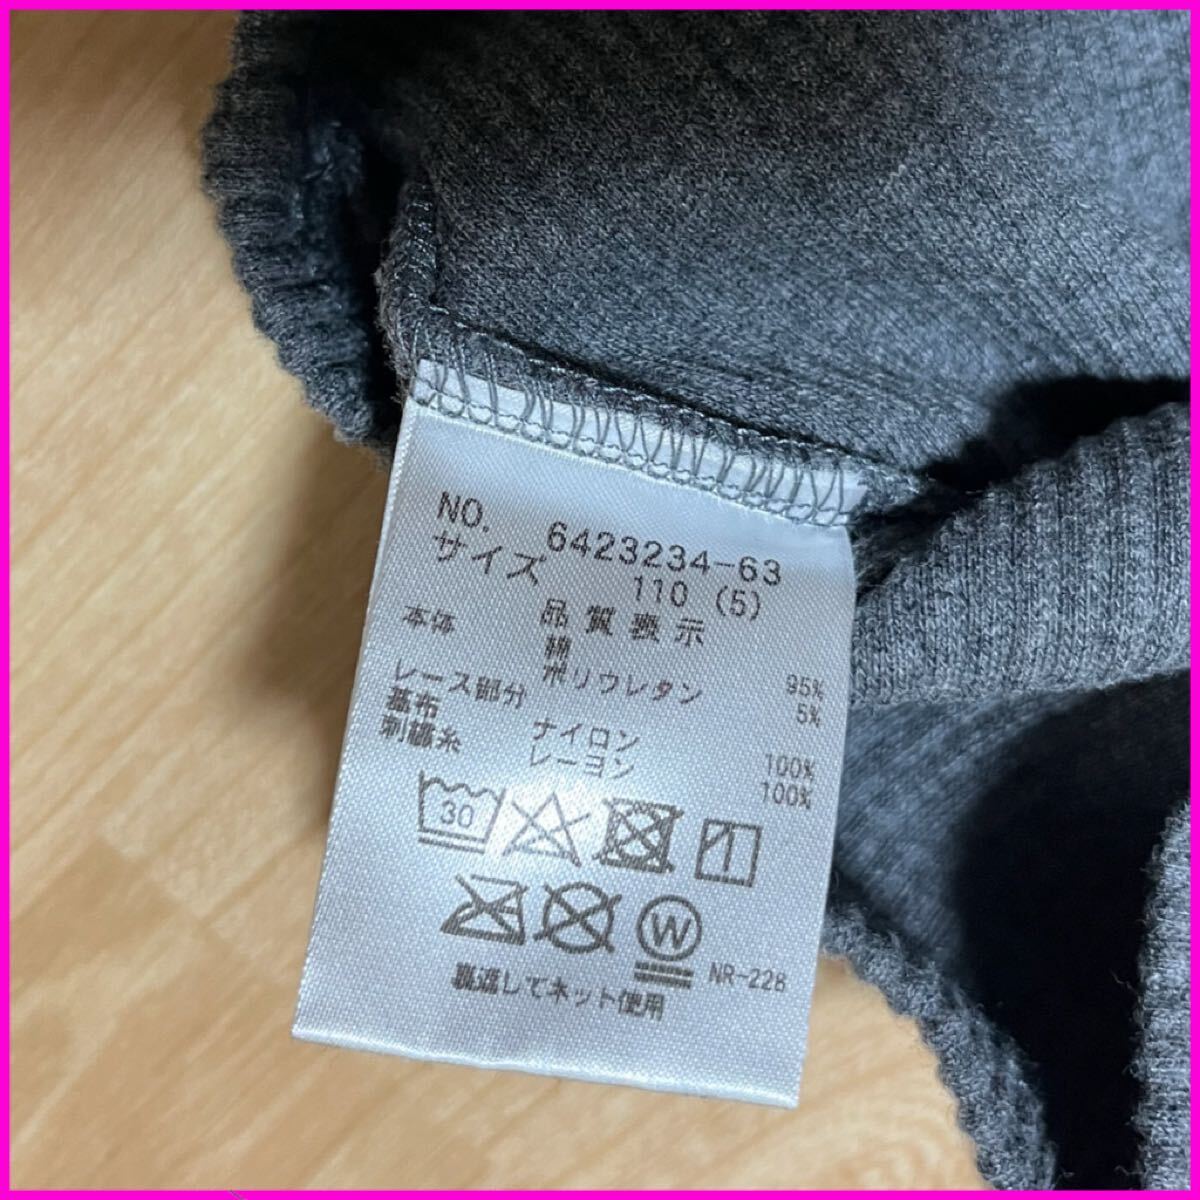 NO. 6423234-63
サイズ 110 (5)
品質表示
本体 綿 95%
ポリウレタン 5%
レース部分
基布 ナイロン 100%
刺繍糸 レーヨン 100%
30
W
NR-228
裏返してネット使用